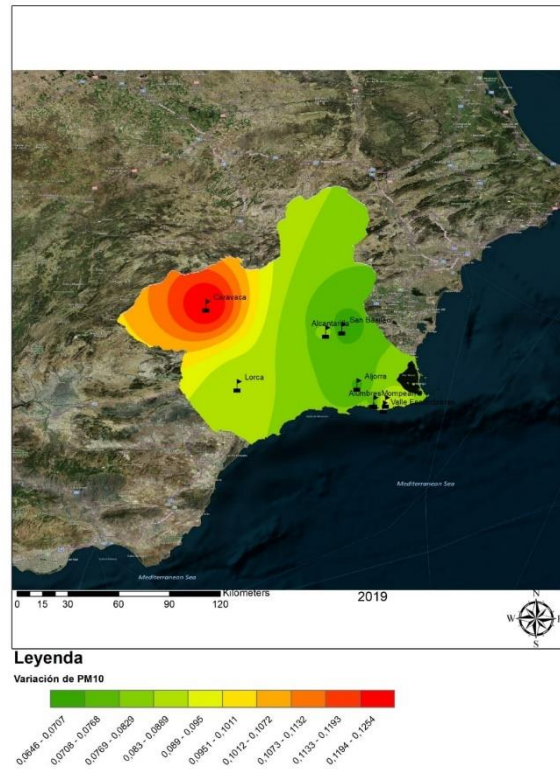 Caravaca
San Basilio
Alcantarilla
Lorca
Aljorra
Alumbres
Mompean
Valle
Mediterranean Sea
Mediterranean Sea
Kilometers
0 15 30 60 90 120
2019
N
W
S
Leyenda
Variación de PM10
0,0646 - 0,0707
0,0708 - 0,0768
0,0769 - 0,0829
0,083 - 0,0889
0,089 - 0,095
0,0951 - 0,1011
0,1012 - 0,1072
0,1073 - 0,1132
0,1133 - 0,1193
0,1194 - 0,1254